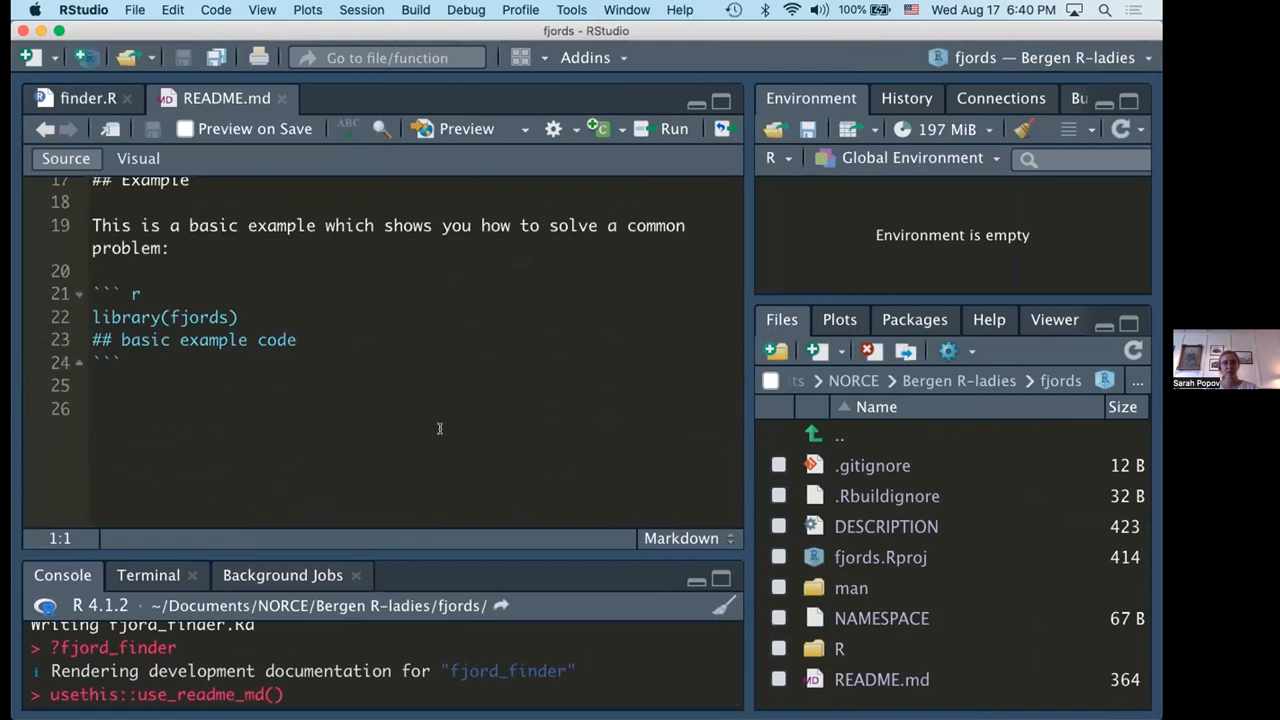 RStudio File Edit Code View Plots Session Build Debug Profile Tools Window Help 100% Wed Aug 17 6:40 PM
fjords - RStudio
Go to file/function Addins fjords — Bergen R-ladies
finder.R README.md
Preview on Save ABC Preview Run
Source Visual
17 ## Example
18
19 This is a basic example which shows you how to solve a common
problem:
20
21 ``` r
22 library(fjords)
23 ## basic example code
24 ```
25
26
1:1 Markdown
Console Terminal Background Jobs
R 4.1.2 · ~/Documents/NORCE/Bergen R-ladies/fjords/
Writing fjord_finder.Rd
> ?fjord_finder
i Rendering development documentation for "fjord_finder"
> usethis::use_readme_md()
Environment History Connections Bu
197 MiB
R Global Environment
Environment is empty
Files Plots Packages Help Viewer
ts NORCE Bergen R-ladies fjords ...
Name Size
..
.gitignore 12 B
.Rbuildignore 32 B
DESCRIPTION 423
fjords.Rproj 414
man
NAMESPACE 67 B
R
README.md 364
Sarah Popov